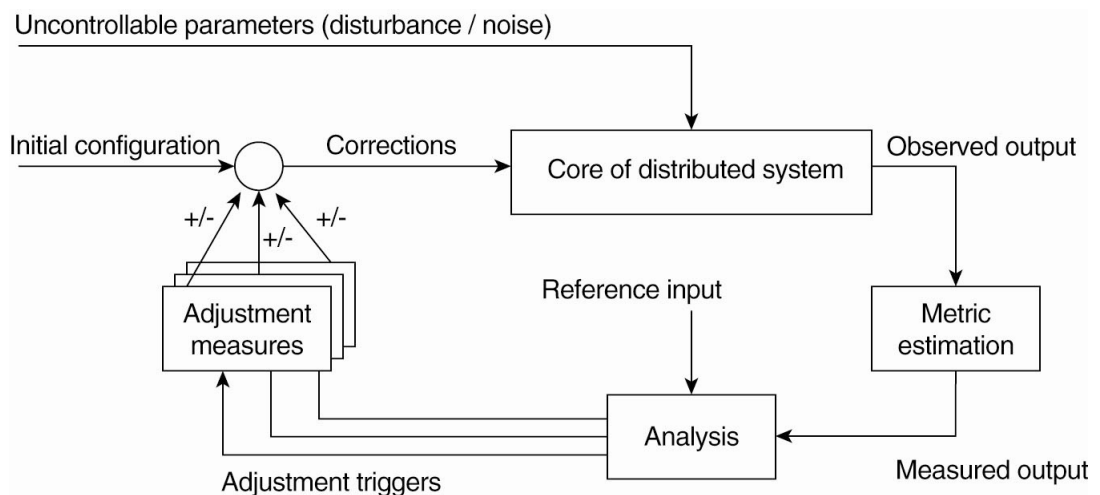 Uncontrollable parameters (disturbance / noise)
Initial configuration
Corrections
Core of distributed system
Observed output
+/-
+/-
+/-
Reference input
Adjustment
measures
Metric
estimation
Analysis
Adjustment triggers
Measured output